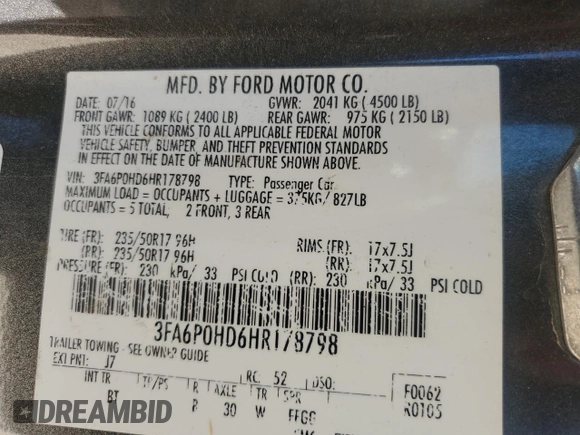 MFD. BY FORD MOTOR CO.
DATE: 07/16 GVWR: 2041 KG ( 4500 LB)
FRONT GAWR: 1089 KG ( 2400 LB) REAR GAWR: 975 KG ( 2150 LB)
THIS VEHICLE CONFORMS TO ALL APPLICABLE FEDERAL MOTOR
VEHICLE SAFETY, BUMPER, AND THEFT PREVENTION STANDARDS
IN EFFECT ON THE DATE OF MANUFACTURE SHOWN ABOVE.
VIN: 3FA6P0HD6HR178798 TYPE: Passenger Car
MAXIMUM LOAD = OCCUPANTS + LUGGAGE = 375KG/ 827LB
OCCUPANTS = 5 TOTAL, 2 FRONT, 3 REAR
TIRE (FR): 235/50R17 96H RIMS (FR): 17x7.5J
(RR): 235/50R17 96H (RR): 17x7.5J
PRESSURE (FR): 230 kPa/ 33 PSI COLD (RR): 230 kPa/ 33 PSI COLD
3FA6P0HD6HR178798
TRAILER TOWING - SEE OWNER GUIDE
EXT PNT: J7 RC: 52 DSO: F0062
INT TR TP/PS R AXLE TR SPR R0105
BT 30 W
DREAMBID